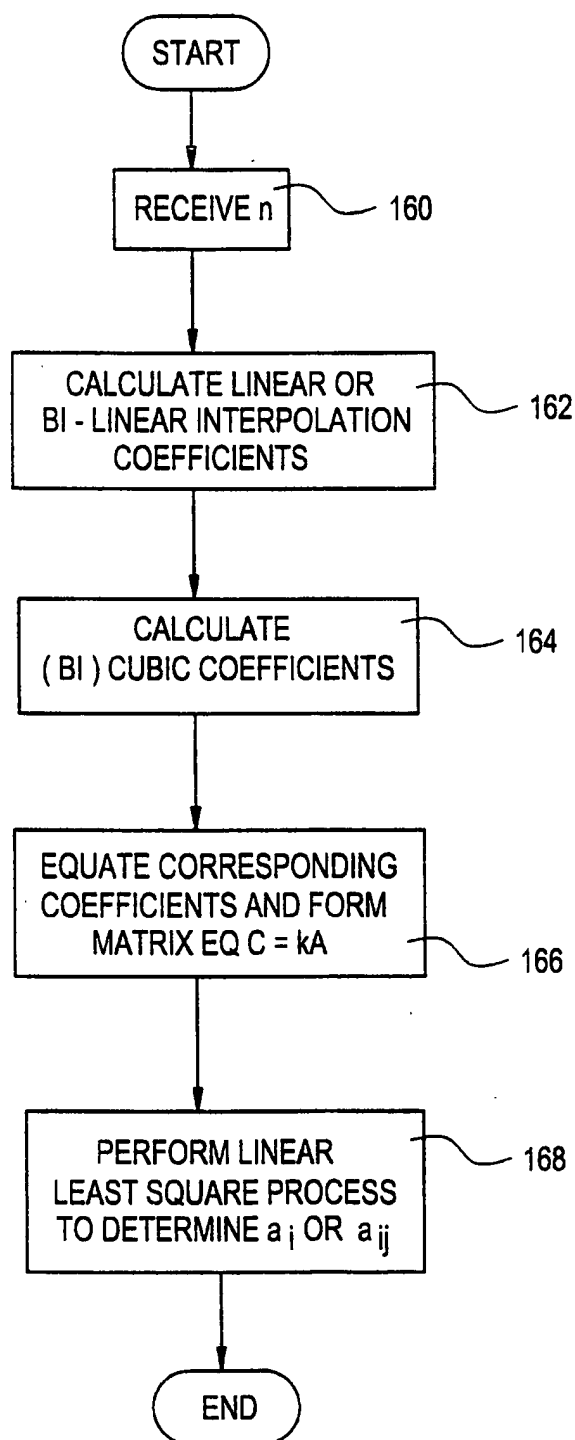 START
RECEIVE n
160
CALCULATE LINEAR OR
BI - LINEAR INTERPOLATION
COEFFICIENTS
162
CALCULATE
( BI ) CUBIC COEFFICIENTS
164
EQUATE CORRESPONDING
COEFFICIENTS AND FORM
MATRIX EQ C = kA
166
PERFORM LINEAR
LEAST SQUARE PROCESS
TO DETERMINE a i OR a ij
168
END